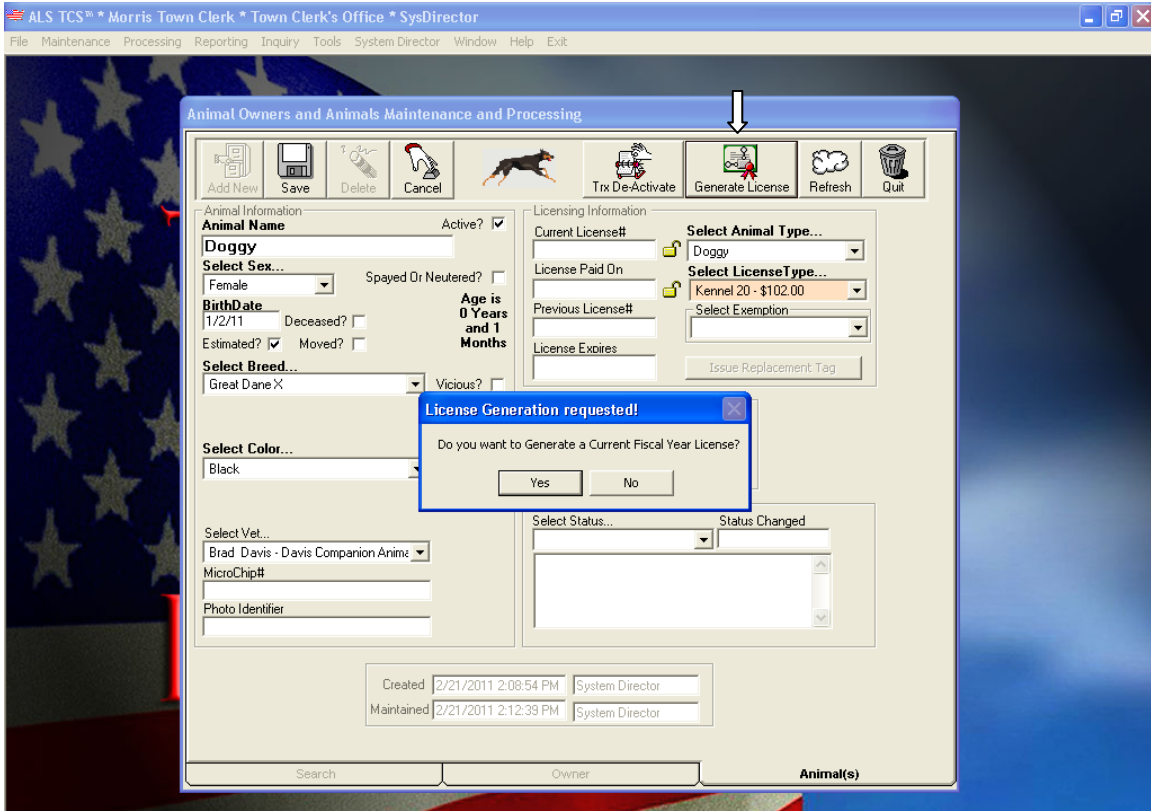 ALS TCS™ * Morris Town Clerk * Town Clerk's Office * SysDirector
File Maintenance Processing Reporting Inquiry Tools System Director Window Help Exit
Animal Owners and Animals Maintenance and Processing
Add New Save Delete Cancel Trx De-Activate Generate License Refresh Quit
Animal Information
Animal Name Active?
Doggy
Select Sex...
Female Spayed Or Neutered?
BirthDate
1/2/11 Deceased?
Estimated? Moved?
Age is
0 Years
and 1
Months
Select Breed...
Great Dane X Vicious?
Select Color...
Black
Select Vet...
Brad Davis - Davis Companion Anima
MicroChip#
Photo Identifier
Licensing Information
Current License# Select Animal Type...
Doggy
License Paid On Select LicenseType...
Kennel 20 - $102.00
Previous License# Select Exemption
License Expires
Issue Replacement Tag
License Generation requested!
Do you want to Generate a Current Fiscal Year License?
Yes No
Select Status... Status Changed
Created 2/21/2011 2:08:54 PM System Director
Maintained 2/21/2011 2:12:39 PM System Director
Search Owner Animal(s)